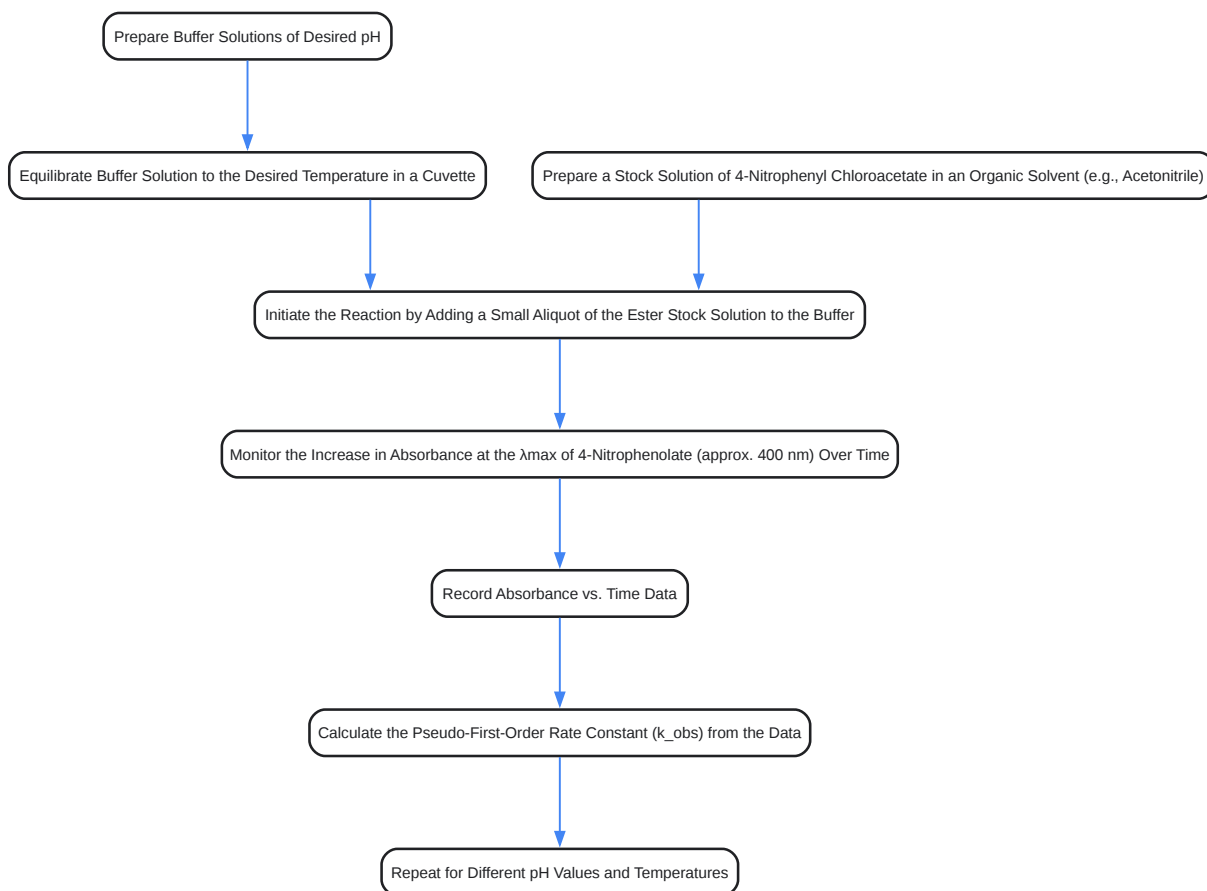 Prepare Buffer Solutions of Desired pH
Equilibrate Buffer Solution to the Desired Temperature in a Cuvette
Prepare a Stock Solution of 4-Nitrophenyl Chloroacetate in an Organic Solvent (e.g., Acetonitrile)
Initiate the Reaction by Adding a Small Aliquot of the Ester Stock Solution to the Buffer
Monitor the Increase in Absorbance at the λmax of 4-Nitrophenolate (approx. 400 nm) Over Time
Record Absorbance vs. Time Data
Calculate the Pseudo-First-Order Rate Constant (k_obs) from the Data
Repeat for Different pH Values and Temperatures